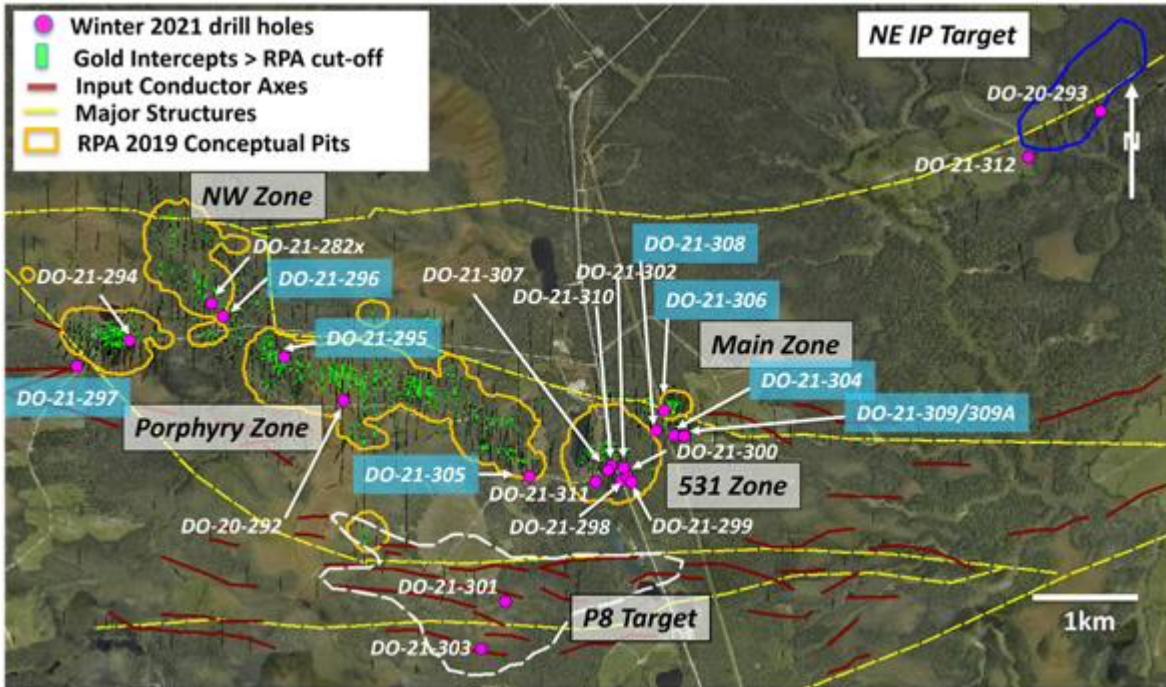 Winter 2021 drill holes
Gold Intercepts > RPA cut-off
Input Conductor Axes
Major Structures
RPA 2019 Conceptual Pits
NE IP Target
DO-20-293
N
DO-21-312
NW Zone
DO-21-282x
DO-21-294
DO-21-296
DO-21-307
DO-21-302
DO-21-310
DO-21-308
DO-21-306
DO-21-295
Main Zone
DO-21-304
DO-21-297
DO-21-309/309A
Porphyry Zone
DO-21-300
DO-21-305
DO-21-311
531 Zone
DO-20-292
DO-21-298
DO-21-299
DO-21-301
P8 Target
1km
DO-21-303